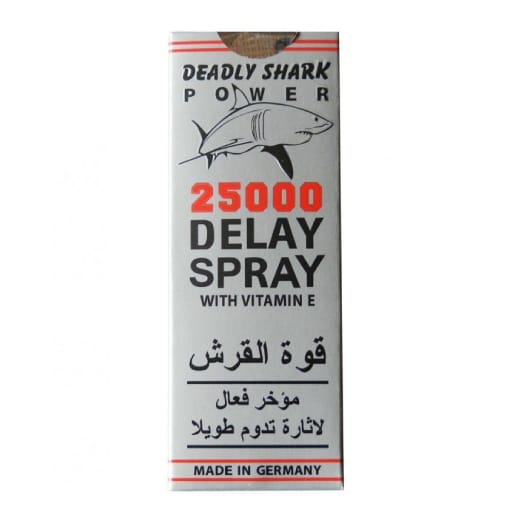 DEADLY SHARK
POWER
25000
DELAY
SPRAY
WITH VITAMIN E
قوة القرش
مؤخر فعال
لاثارة تدوم طويلا
MADE IN GERMANY